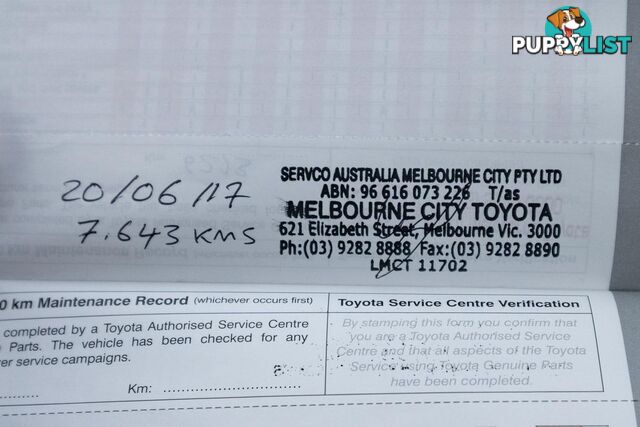 PUPPYLIST
20/06/17
7.643 KMS
SERVCO AUSTRALIA MELBOURNE CITY PTY LTD
ABN: 96 616 073 226 T/as
MELBOURNE CITY TOYOTA
621 Elizabeth Street, Melbourne Vic. 3000
Ph:(03) 9282 8888 Fax:(03) 9282 8890
LMCT 11702
0 km Maintenance Record (whichever occurs first)
completed by a Toyota Authorised Service Centre
Parts. The vehicle has been checked for any
er service campaigns.
Km:
Toyota Service Centre Verification
By stamping this form you confirm that
you are a Toyota Authorised Service
Centre and that all aspects of the Toyota
Service using Toyota Genuine Parts
have been completed.